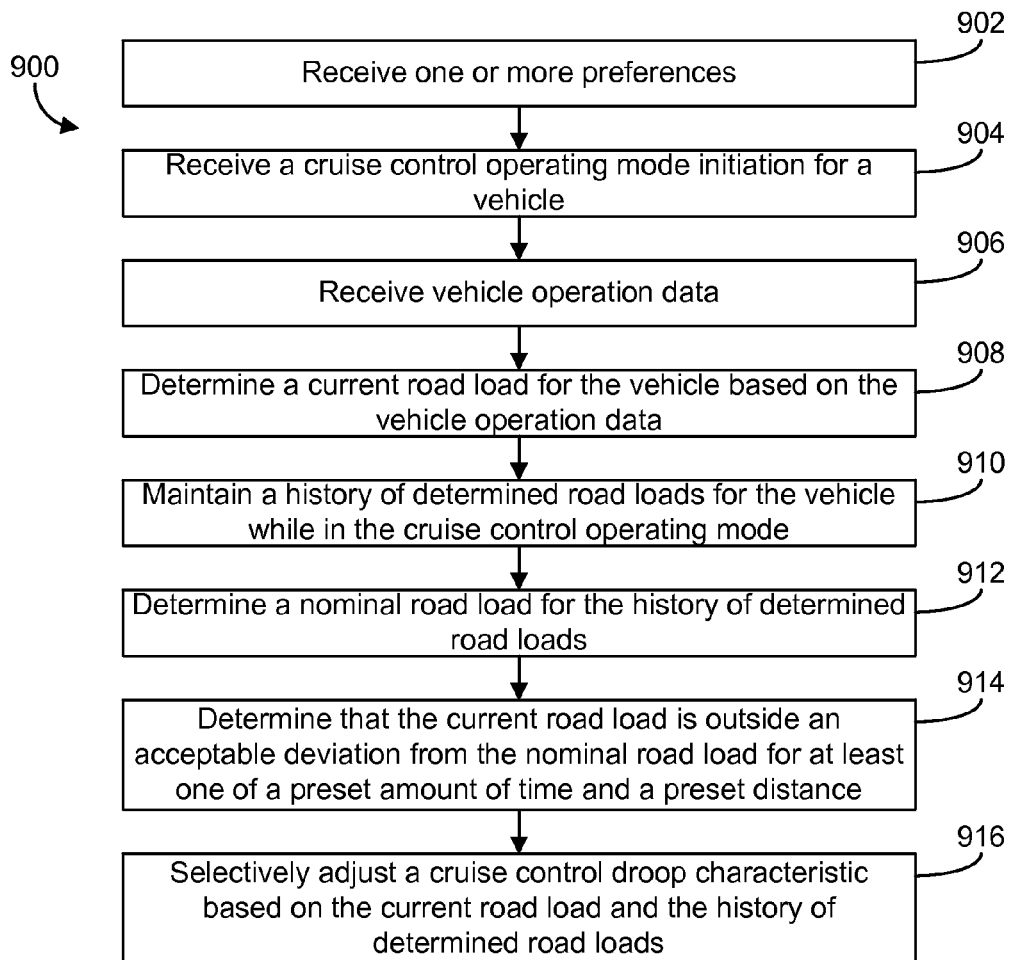 900
902
Receive one or more preferences
904
Receive a cruise control operating mode initiation for a
vehicle
906
Receive vehicle operation data
908
Determine a current road load for the vehicle based on the
vehicle operation data
910
Maintain a history of determined road loads for the vehicle
while in the cruise control operating mode
912
Determine a nominal road load for the history of determined
road loads
914
Determine that the current road load is outside an
acceptable deviation from the nominal road load for at least
one of a preset amount of time and a preset distance
916
Selectively adjust a cruise control droop characteristic
based on the current road load and the history of
determined road loads